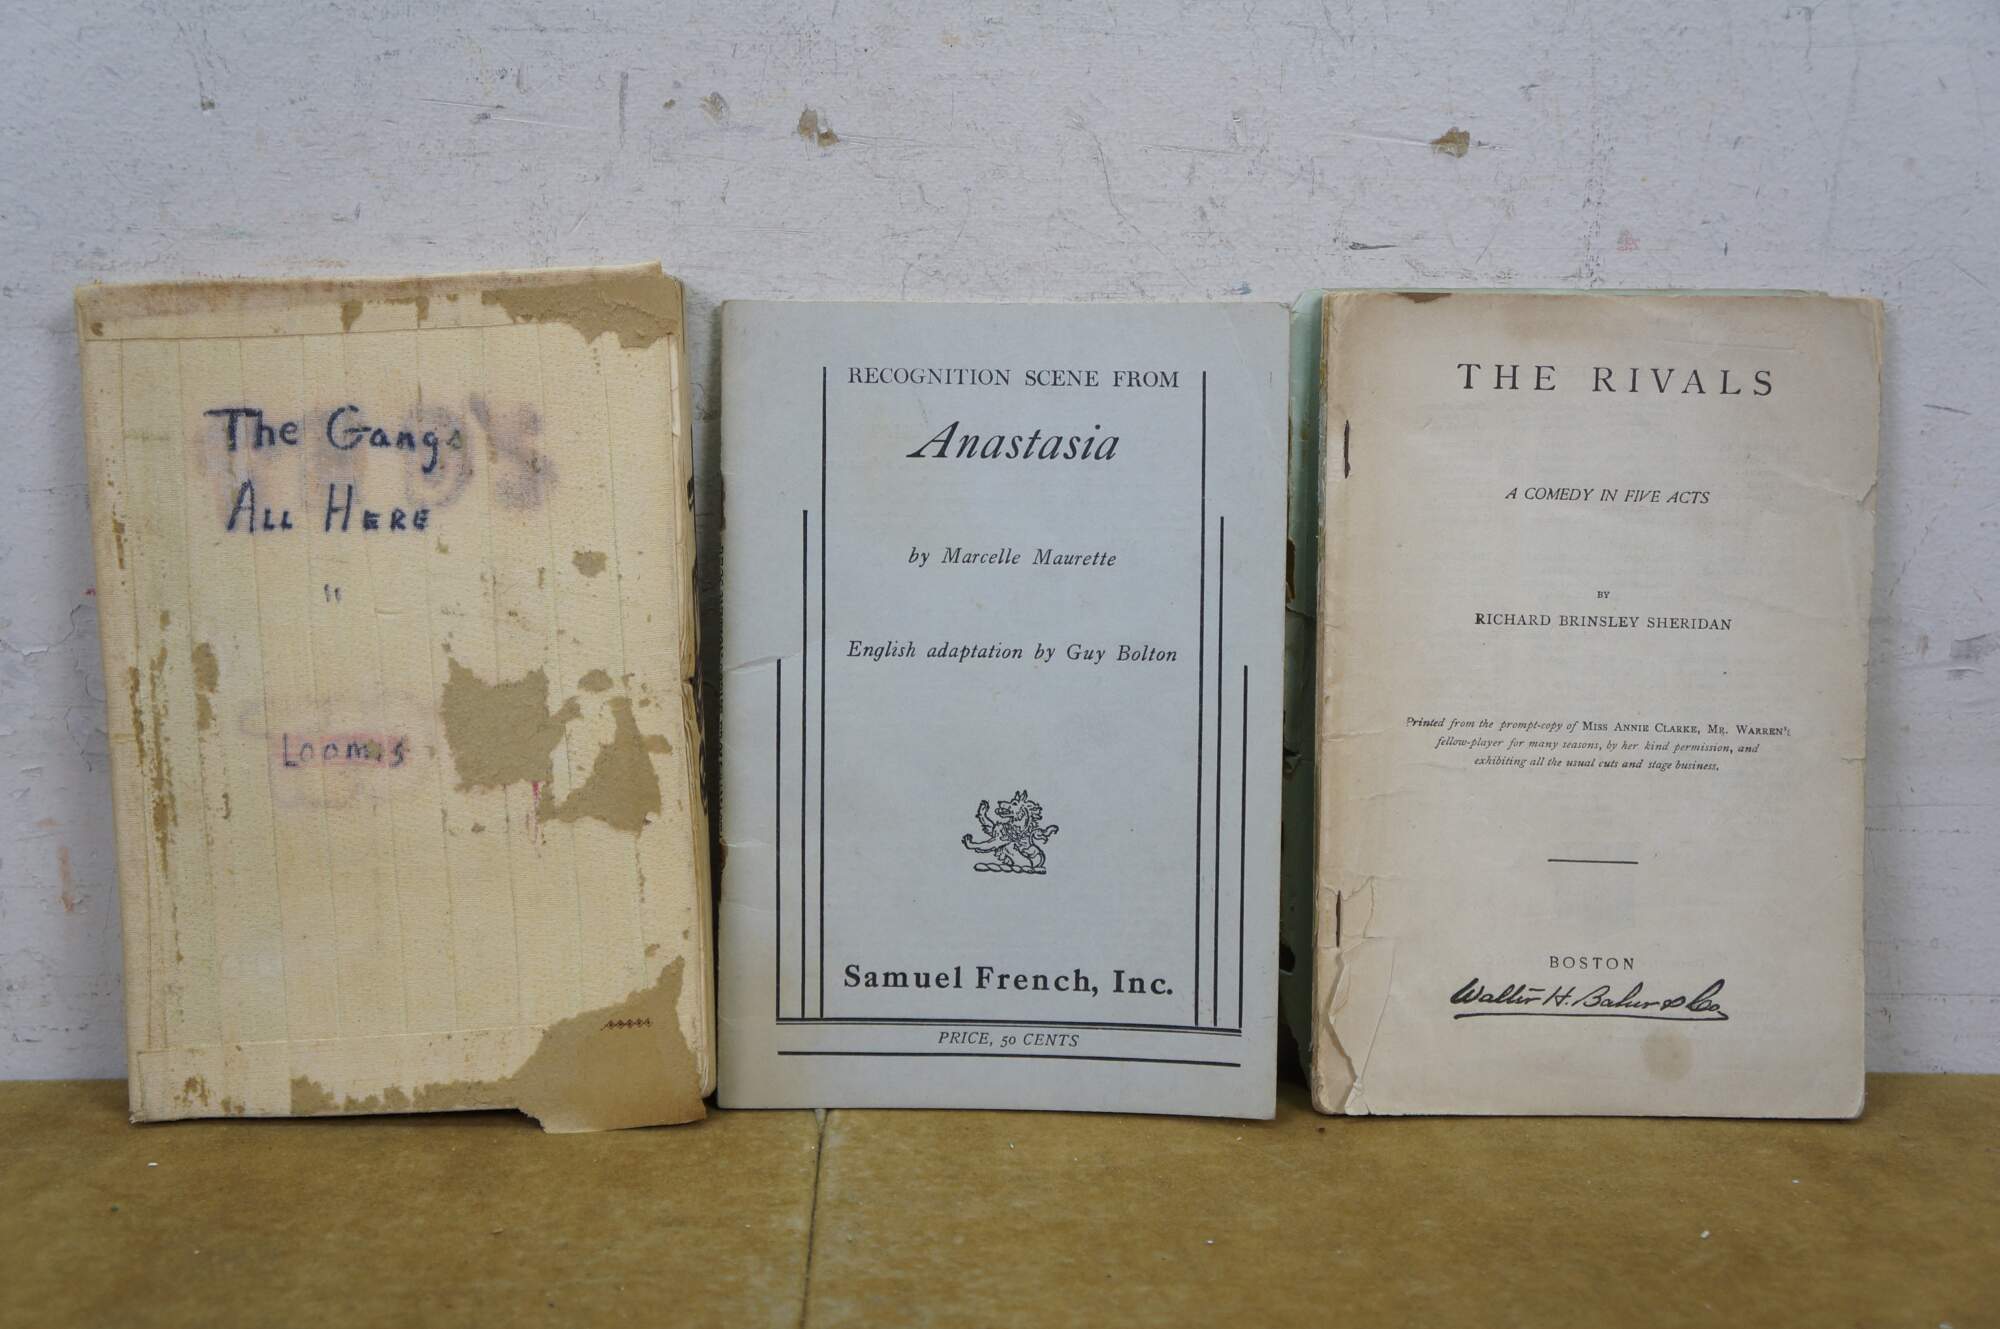 The Gangs
All Here
"
Loomis
RECOGNITION SCENE FROM
Anastasia
by Marcelle Maurette
English adaptation by Guy Bolton
Samuel French, Inc.
PRICE, 50 CENTS
THE RIVALS
A COMEDY IN FIVE ACTS
BY
RICHARD BRINSLEY SHERIDAN
Printed from the prompt-copy of MISS ANNIE CLARKE, MR. WARREN's
fellow-player for many seasons, by her kind permission, and
exhibiting all the usual cuts and stage business.
BOSTON
Walter H. Baker & Co.